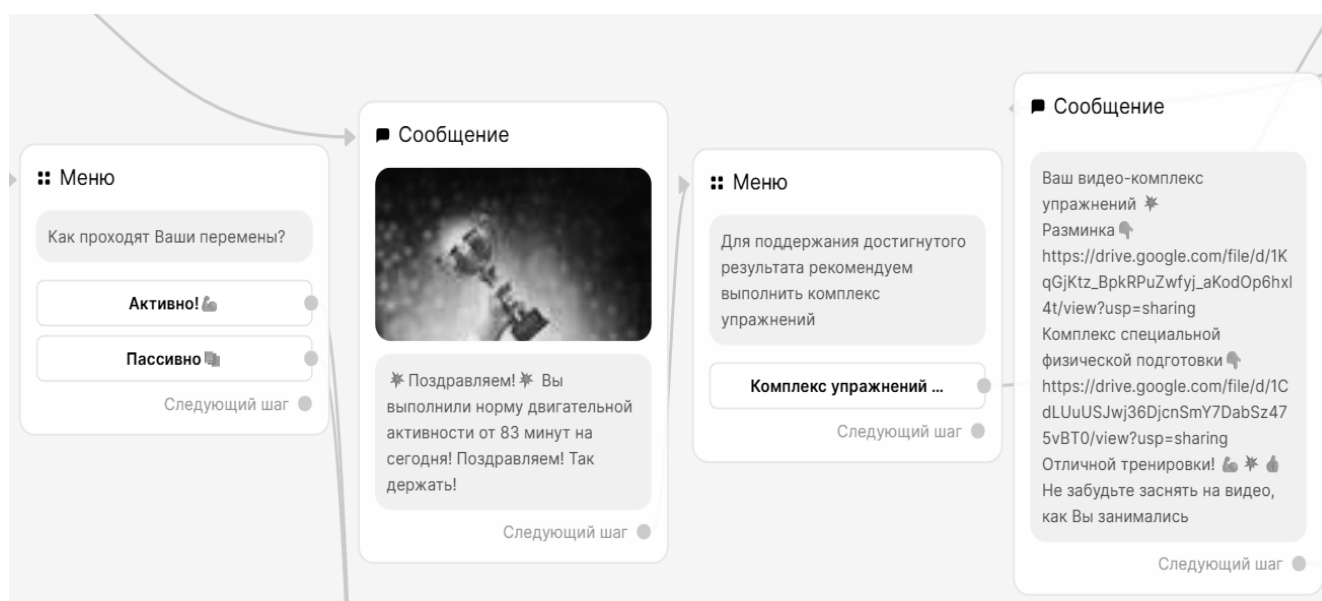 Меню
Как проходят Ваши перемены?
Активно!💪
Пассивно📚
Следующий шаг
Сообщение
✴️Поздравляем!✴️ Вы
выполнили норму двигательной
активности от 83 минут на
сегодня! Поздравляем! Так
держать!
Следующий шаг
Меню
Для поддержания достигнутого
результата рекомендуем
выполнить комплекс
упражнений
Комплекс упражнений ...
Следующий шаг
Сообщение
Ваш видео-комплекс
упражнений ✴️
Разминка👇
https://drive.google.com/file/d/1K
qGjKtz_BpkRPuZwfyj_aKodOp6hxl
4t/view?usp=sharing
Комплекс специальной
физической подготовки👇
https://drive.google.com/file/d/1C
dLUuUSJwj36DjcnSmY7DabSz47
5vBT0/view?usp=sharing
Отличной тренировки! 💪 ✴️ 👍
Не забудьте заснять на видео,
как Вы занимались
Следующий шаг